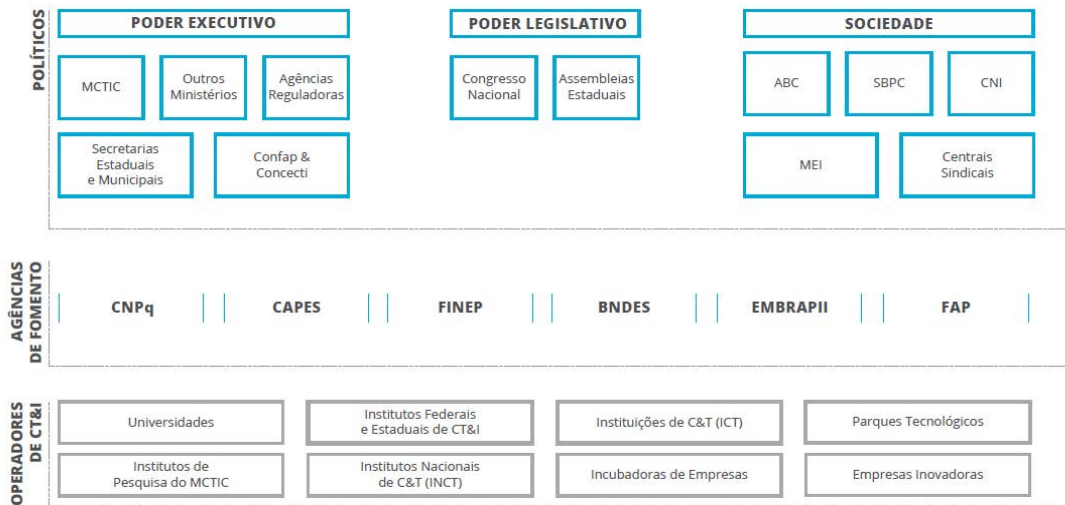 POLÍTICOS
PODER EXECUTIVO
PODER LEGISLATIVO
SOCIEDADE
MCTIC
Outros
Ministérios
Agências
Reguladoras
Congresso
Nacional
Assembleias
Estaduais
ABC
SBPC
CNI
Secretarias
Estaduais
e Municipais
Confap &
Concecti
MEI
Centrais
Sindicais
AGÊNCIAS
DE FOMENTO
CNPq
CAPES
FINEP
BNDES
EMBRAPII
FAP
OPERADORES
DE CT&I
Universidades
Institutos Federais
e Estaduais de CT&I
Instituições de C&T (ICT)
Parques Tecnológicos
Institutos de
Pesquisa do MCTIC
Institutos Nacionais
de C&T (INCT)
Incubadoras de Empresas
Empresas Inovadoras